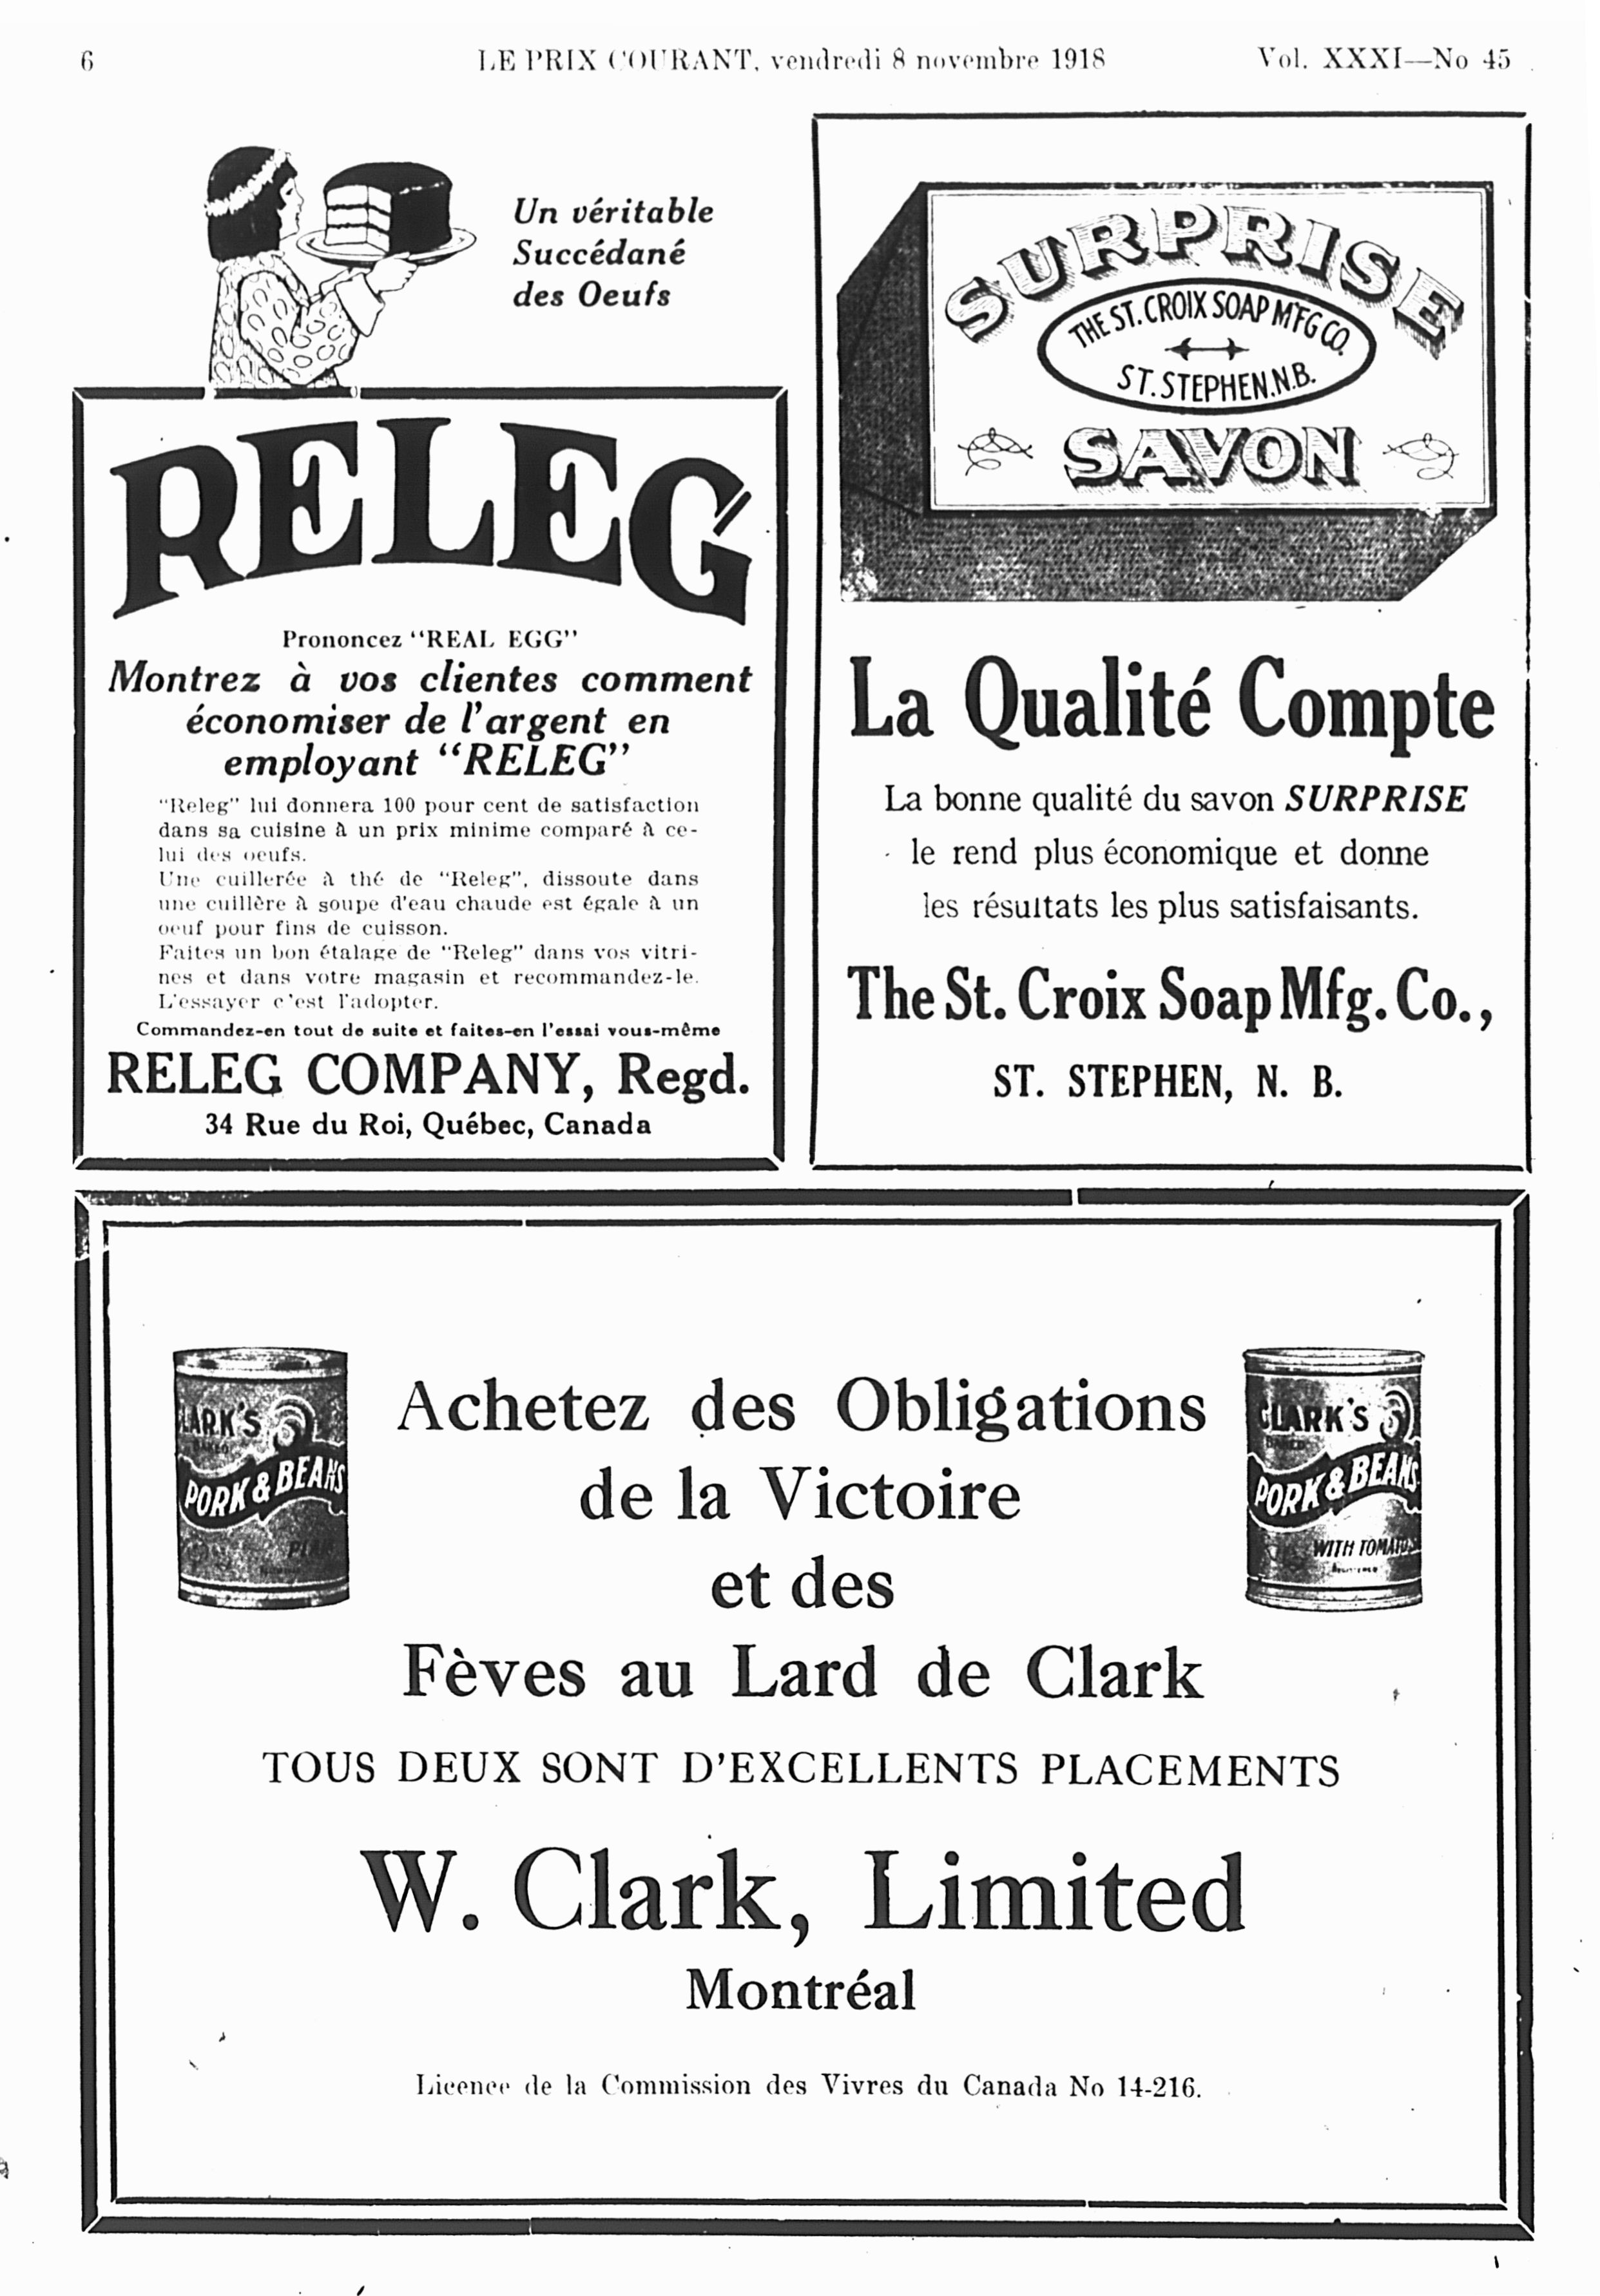 6
LE PRIX COURANT, vendredi 8 novembre 1918
Vol. XXXI—No 45
Un véritable
Succédané
des Oeufs
RELEG
Prononcez "REAL EGG"
Montrez à vos clientes comment
économiser de l'argent en
employant "RELEG"
"Releg" lui donnera 100 pour cent de satisfaction
dans sa cuisine à un prix minime comparé à ce-
lui des oeufs.
Une cuillerée à thé de "Releg", dissoute dans
une cuillère à soupe d'eau chaude est égale à un
oeuf pour fins de cuisson.
Faites un bon étalage de "Releg" dans vos vitri-
nes et dans votre magasin et recommandez-le.
L'essayer c'est l'adopter.
Commandez-en tout de suite et faites-en l'essai vous-même
RELEG COMPANY, Regd.
34 Rue du Roi, Québec, Canada
SURPRISE
THE ST. CROIX SOAP M'F'G CO.
ST. STEPHEN. N.B.
SAVON
La Qualité Compte
La bonne qualité du savon SURPRISE
le rend plus économique et donne
les résultats les plus satisfaisants.
The St. Croix Soap Mfg. Co.,
ST. STEPHEN, N. B.
LARK'S
BAKED
PORK & BEANS
Achetez des Obligations
de la Victoire
et des
Fèves au Lard de Clark
CLARK'S
BAKED
PORK & BEANS
WITH TOMATO
REGISTERED
TOUS DEUX SONT D'EXCELLENTS PLACEMENTS
W. Clark, Limited
Montréal
Licence de la Commission des Vivres du Canada No 14-216.